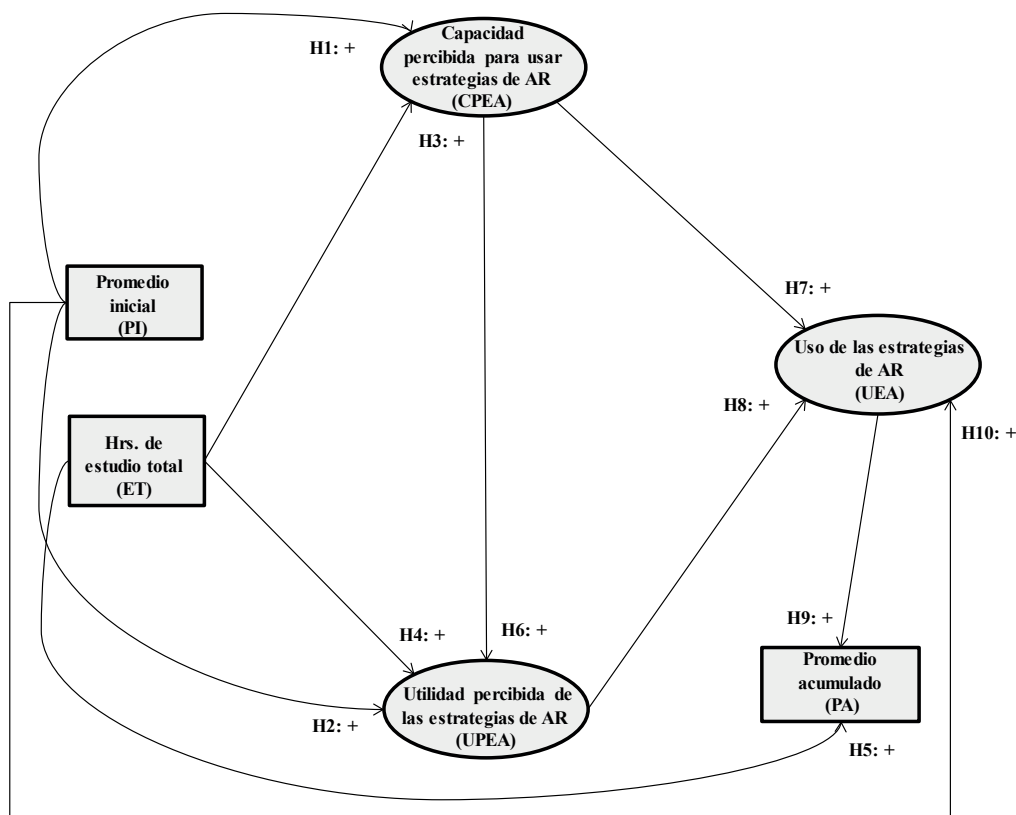 Capacidad
percibida para usar
estrategias de AR
(CPEA)
H1: +
H3: +
Promedio
inicial
(PI)
H7: +
Uso de las estrategias
de AR
(UEA)
H8: +
H10: +
Hrs. de
estudio total
(ET)
H4: +
H6: +
H9: +
Utilidad percibida de
las estrategias de AR
(UPEA)
H2: +
Promedio
acumulado
(PA)
H5: +